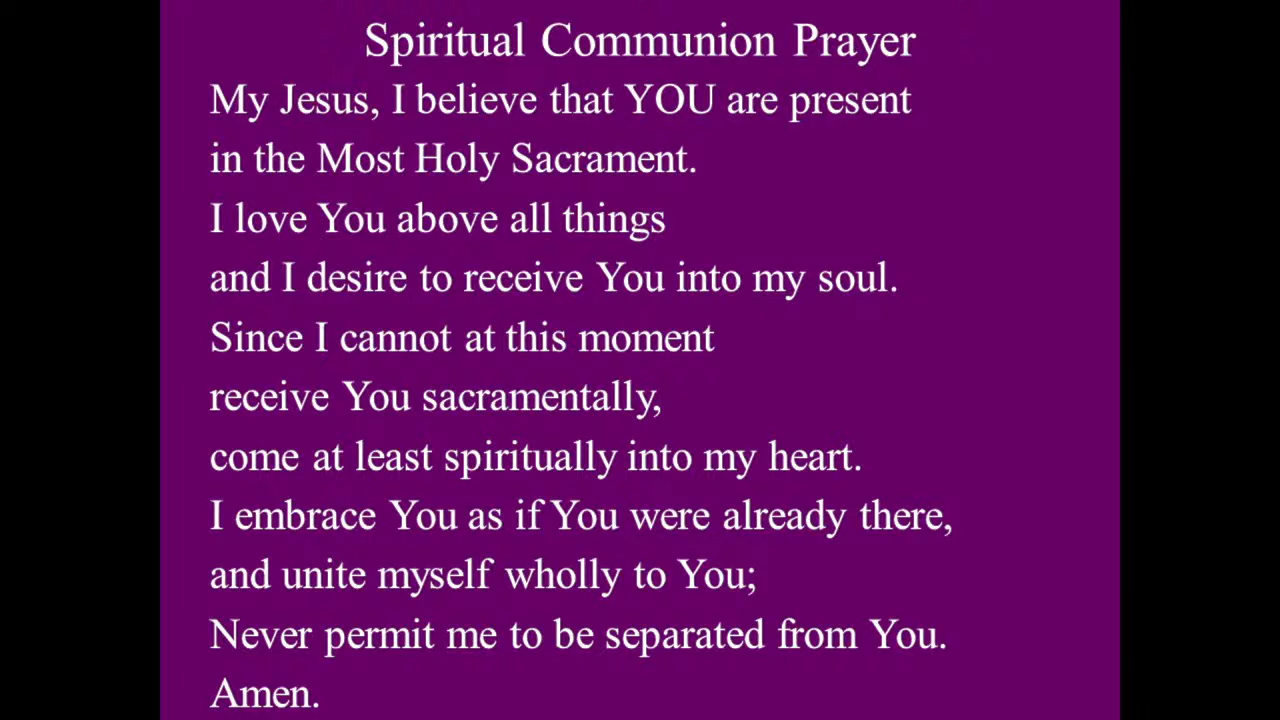 Spiritual Communion Prayer
My Jesus, I believe that YOU are present
in the Most Holy Sacrament.
I love You above all things
and I desire to receive You into my soul.
Since I cannot at this moment
receive You sacramentally,
come at least spiritually into my heart.
I embrace You as if You were already there,
and unite myself wholly to You;
Never permit me to be separated from You.
Amen.